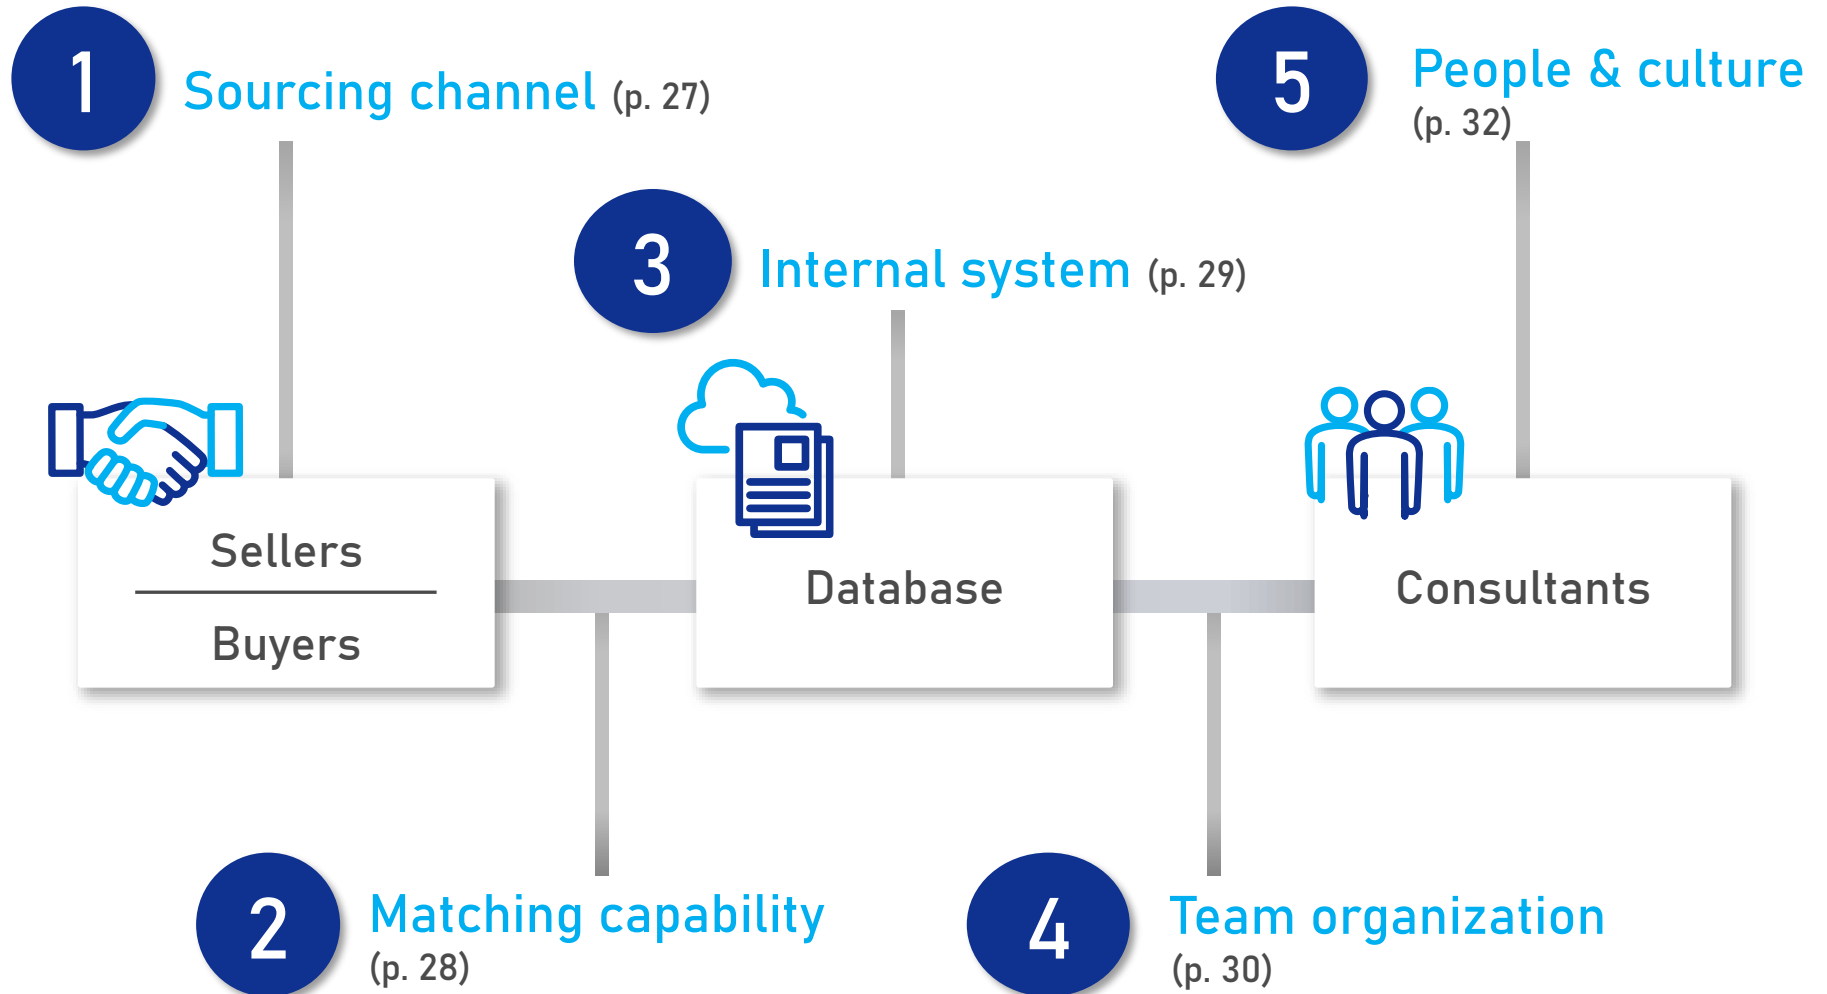 1
Sourcing channel (p. 27)
5
People & culture
(p. 32)
3
Internal system (p. 29)
Sellers
Buyers
Database
Consultants
2
Matching capability
(p. 28)
4
Team organization
(p. 30)